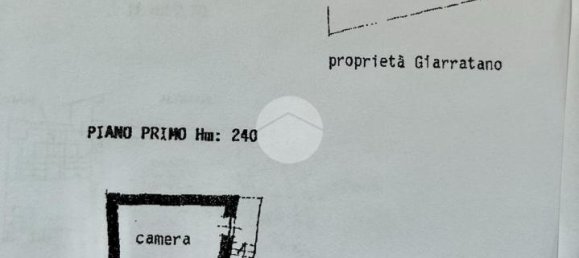 proprietà Giarratano
PIANO PRIMO Hm: 240
camera